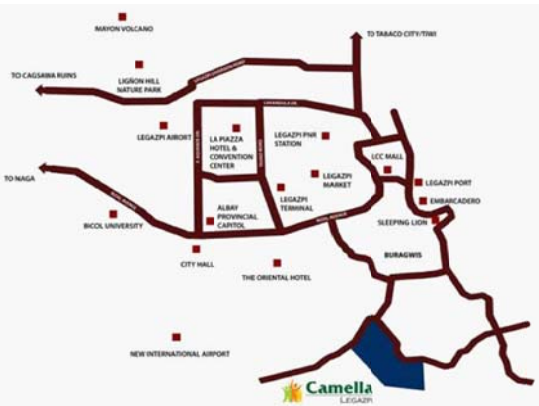 MAYON VOLCANO
TO TABACO CITY/TIWI
TO CAGSAWA RUINS
LIGÑON HILL
NATURE PARK
LEGAZPI AIRORT
LA PIAZZA
HOTEL &
CONVENTION
CENTER
LEGAZPI PNR
STATION
LCC MALL
TO NAGA
LEGAZPI
MARKET
LEGAZPI PORT
LEGAZPI
TERMINAL
EMBARCADERO
BICOL UNIVERSITY
ALBAY
PROVINCIAL
CAPITOL
SLEEPING LION
BURAGWIS
CITY HALL
THE ORIENTAL HOTEL
NEW INTERNATIONAL AIRPORT
Camella
LEGAZPI